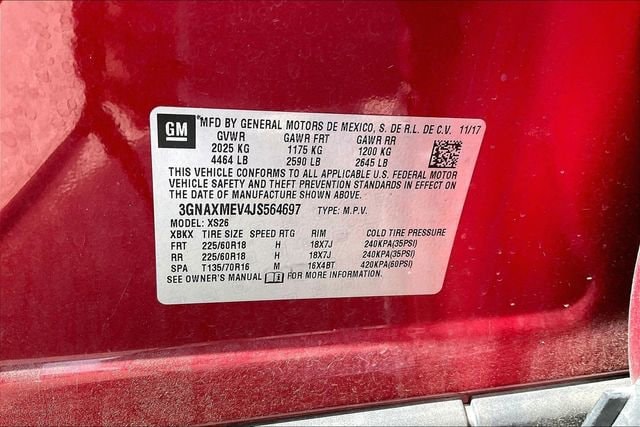 GM
*MFD BY GENERAL MOTORS DE MEXICO, S. DE R.L. DE C.V. 11/17
GVWR GAWR FRT GAWR RR
2025 KG 1175 KG 1200 KG
4464 LB 2590 LB 2645 LB
THIS VEHICLE CONFORMS TO ALL APPLICABLE U.S. FEDERAL MOTOR
VEHICLE SAFETY AND THEFT PREVENTION STANDARDS IN EFFECT ON
THE DATE OF MANUFACTURE SHOWN ABOVE.
3GNAXMEV4JS564697 TYPE: M.P.V.
MODEL: XS26
XBKX TIRE SIZE SPEED RTG RIM COLD TIRE PRESSURE
FRT 225/60R18 H 18X7J 240KPA(35PSI)
RR 225/60R18 H 18X7J 240KPA(35PSI)
SPA T135/70R16 M 16X4BT 420KPA(60PSI)
SEE OWNER'S MANUAL FOR MORE INFORMATION.